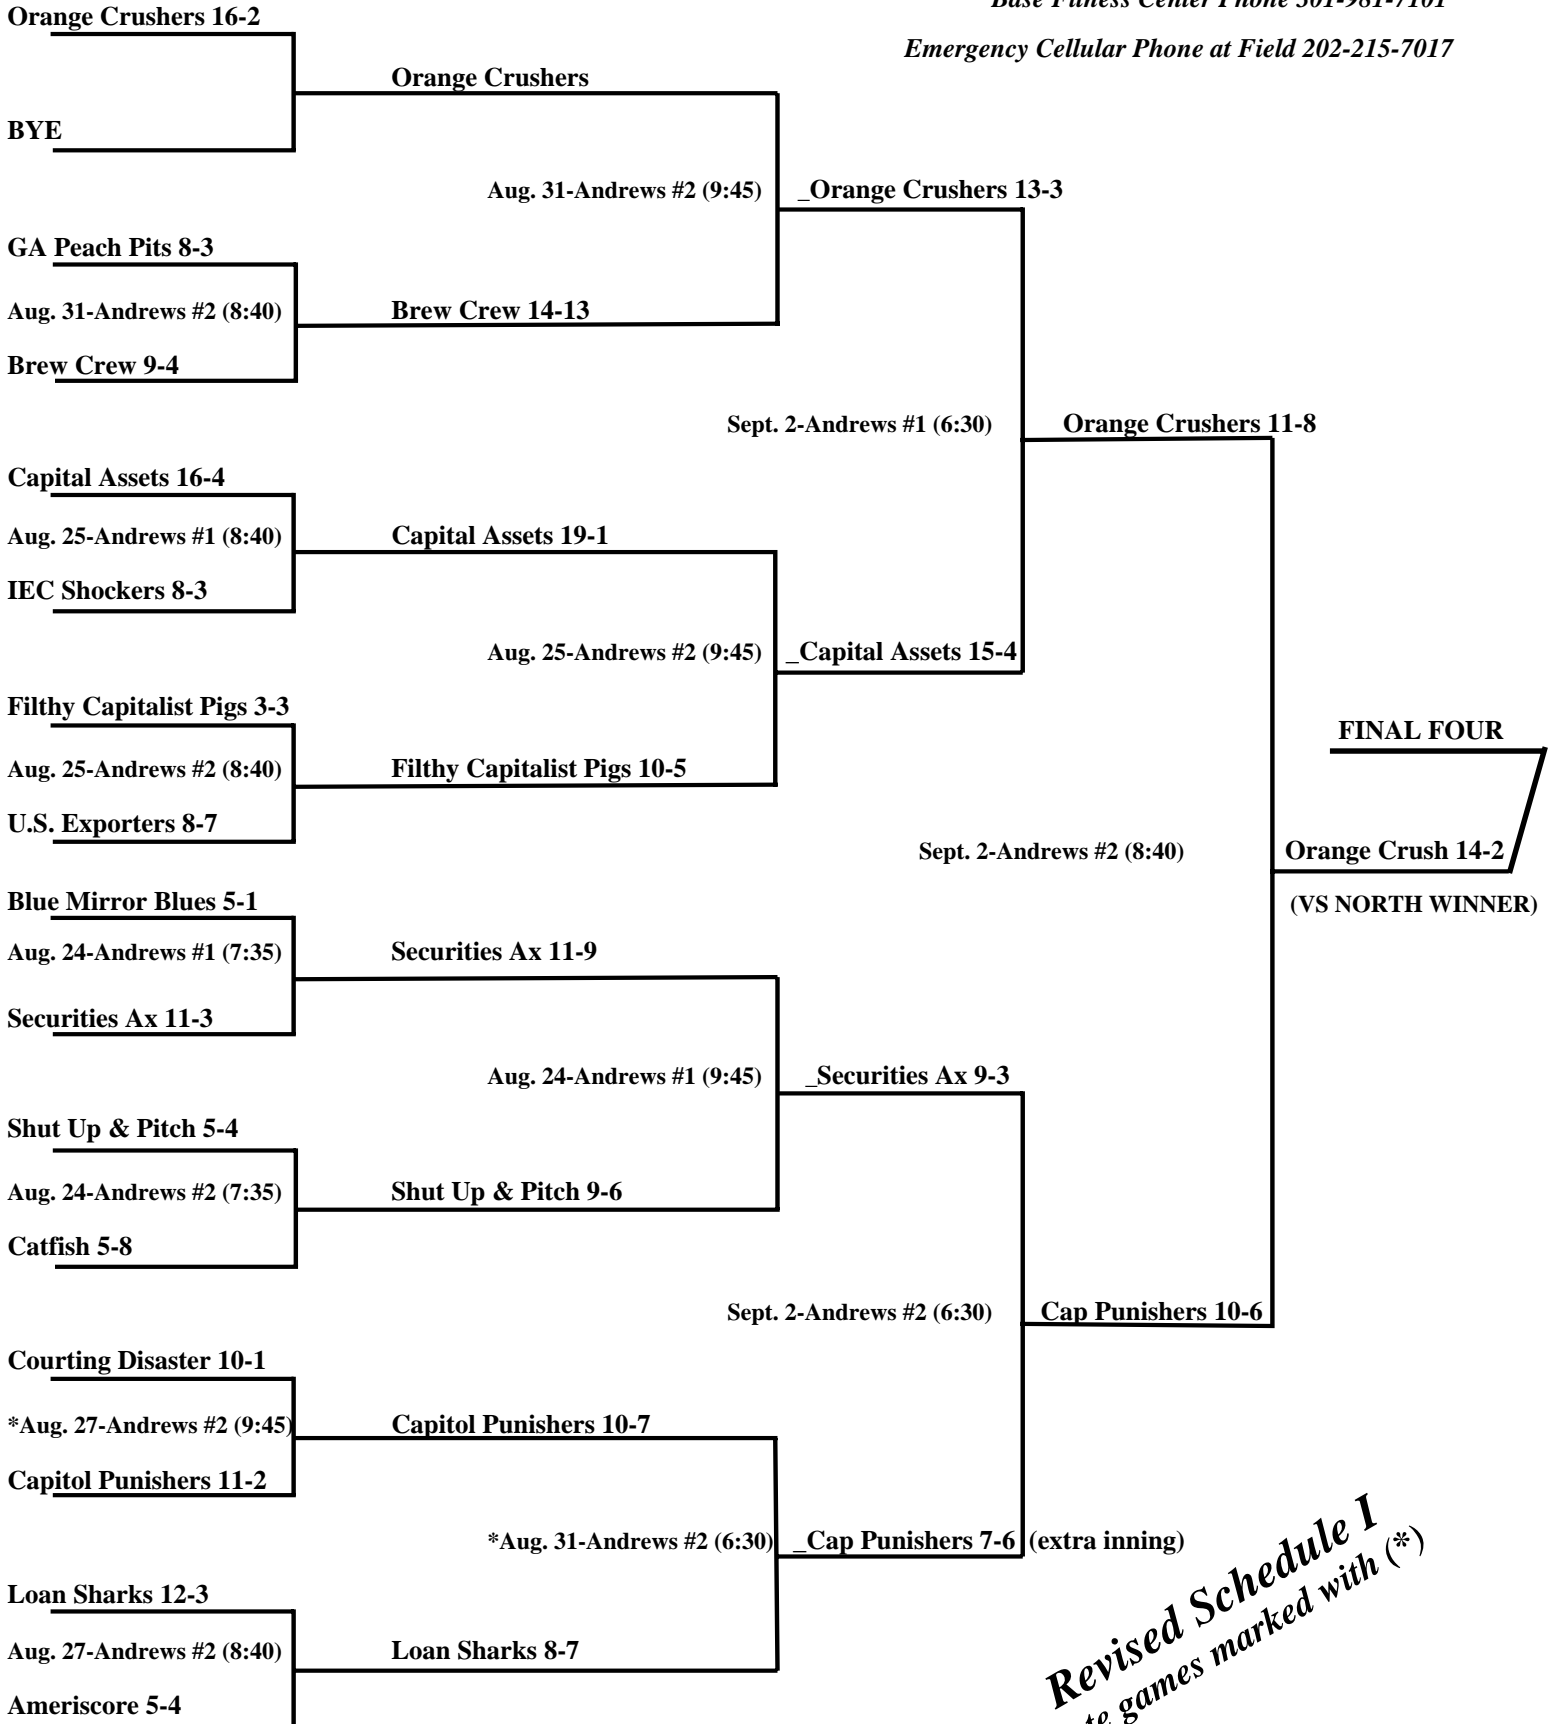 Base Fitness Center Phone 301-981-7101
Emergency Cellular Phone at Field 202-215-7017
Orange Crushers 16-2
Orange Crushers
BYE
Aug. 31-Andrews #2 (9:45)
_Orange Crushers 13-3
GA Peach Pits 8-3
Aug. 31-Andrews #2 (8:40)
Brew Crew 14-13
Brew Crew 9-4
Sept. 2-Andrews #1 (6:30)
Orange Crushers 11-8
Capital Assets 16-4
Aug. 25-Andrews #1 (8:40)
Capital Assets 19-1
IEC Shockers 8-3
Aug. 25-Andrews #2 (9:45)
_Capital Assets 15-4
Filthy Capitalist Pigs 3-3
FINAL FOUR
Aug. 25-Andrews #2 (8:40)
Filthy Capitalist Pigs 10-5
U.S. Exporters 8-7
Sept. 2-Andrews #2 (8:40)
Orange Crush 14-2
(VS NORTH WINNER)
Blue Mirror Blues 5-1
Aug. 24-Andrews #1 (7:35)
Securities Ax 11-9
Securities Ax 11-3
Aug. 24-Andrews #1 (9:45)
_Securities Ax 9-3
Shut Up & Pitch 5-4
Aug. 24-Andrews #2 (7:35)
Shut Up & Pitch 9-6
Catfish 5-8
Sept. 2-Andrews #2 (6:30)
Cap Punishers 10-6
Courting Disaster 10-1
*Aug. 27-Andrews #2 (9:45)
Capitol Punishers 10-7
Capitol Punishers 11-2
*Aug. 31-Andrews #2 (6:30)
_Cap Punishers 7-6 (extra inning)
Loan Sharks 12-3
Aug. 27-Andrews #2 (8:40)
Loan Sharks 8-7
Ameriscore 5-4
Revised Schedule I
games marked with (*)